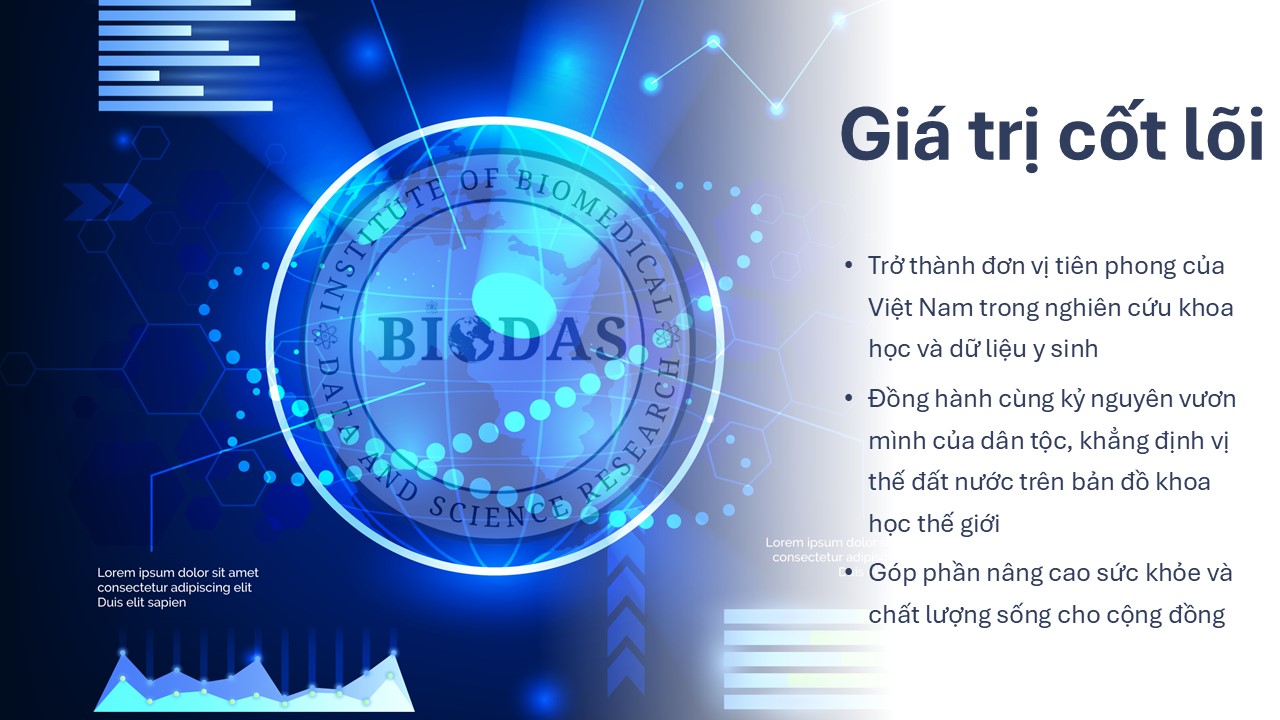 Giá trị cốt lõi
INSTITUTE OF BIOMEDICAL
BIODAS
DATA AND SCIENCE RESEARCH
• Trở thành đơn vị tiên phong của
Việt Nam trong nghiên cứu khoa
học và dữ liệu y sinh
• Đồng hành cùng kỷ nguyên vươn
mình của dân tộc, khẳng định vị
thế đất nước trên bản đồ khoa
học thế giới
• Góp phần nâng cao sức khỏe và
chất lượng sống cho cộng đồng
Lorem ipsum dolor sit amet
consectetur adipiscing elit
Duis elit sapien
Lorem ipsum dolor
consectetur